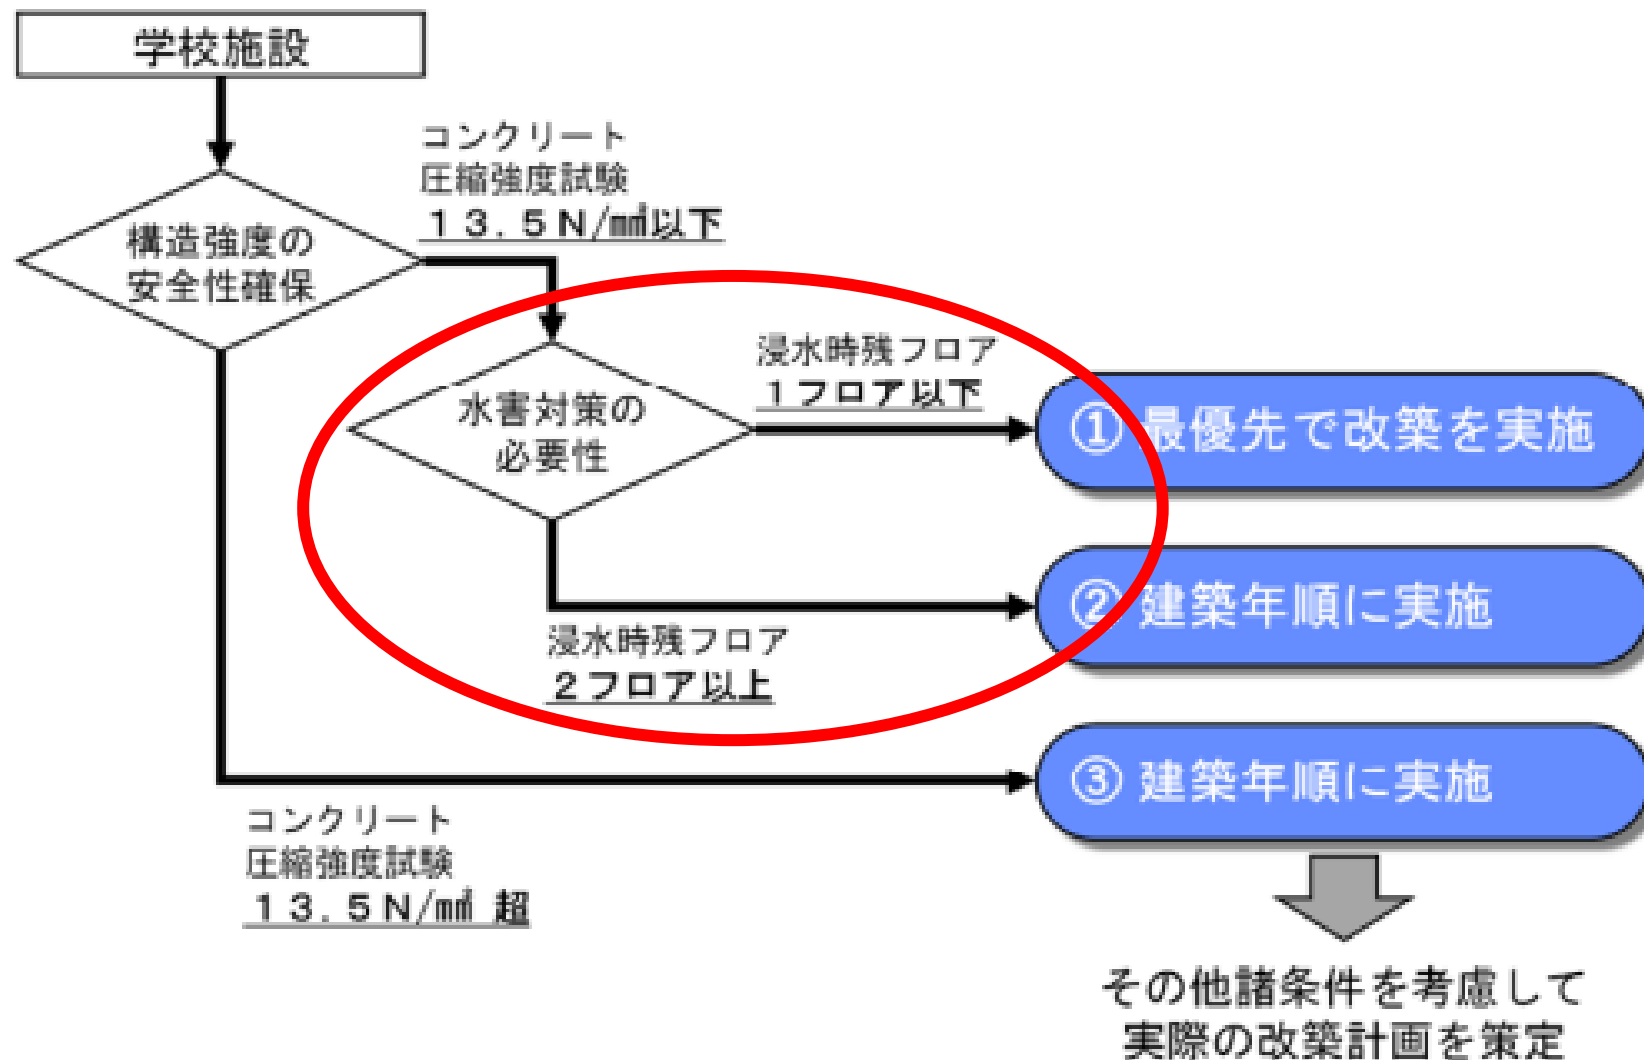 学校施設
コンクリート
圧縮強度試験
13.5N/㎟以下
構造強度の
安全性確保
浸水時残フロア
1フロア以下
水害対策の
必要性
① 最優先で改築を実施
② 建築年順に実施
浸水時残フロア
2フロア以上
③ 建築年順に実施
コンクリート
圧縮強度試験
13.5N/㎟ 超
その他諸条件を考慮して
実際の改築計画を策定